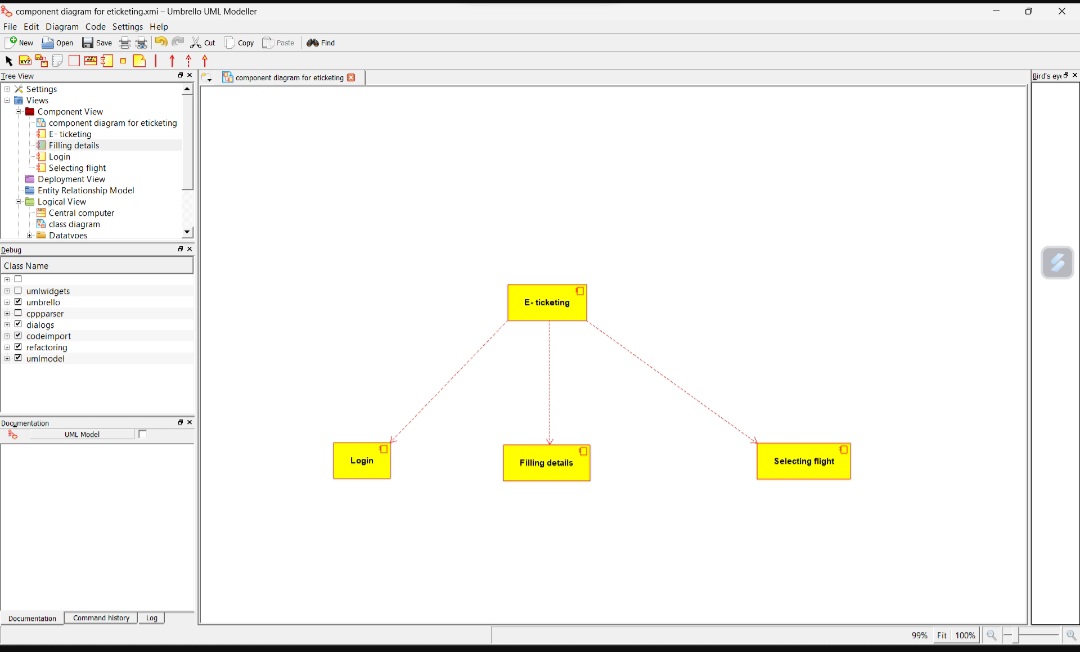 component diagram for eticketing.xmi - Umbrello UML Modeller
File Edit Diagram Code Settings Help
New Open Save Cut Copy Paste Find
Tree View
component diagram for eticketing
Bird's eye
Settings
Views
Component View
component diagram for eticketing
E- ticketing
Filling details
Login
Selecting flight
Deployment View
Entity Relationship Model
Logical View
Central computer
class diagram
Datatypes
Debug
Class Name
umlwidgets
umbrello
cppparser
dialogs
codeimport
refactoring
umlmodel
Documentation
UML Model
E- ticketing
Login
Filling details
Selecting flight
Documentation Command history Log
99% Fit 100%